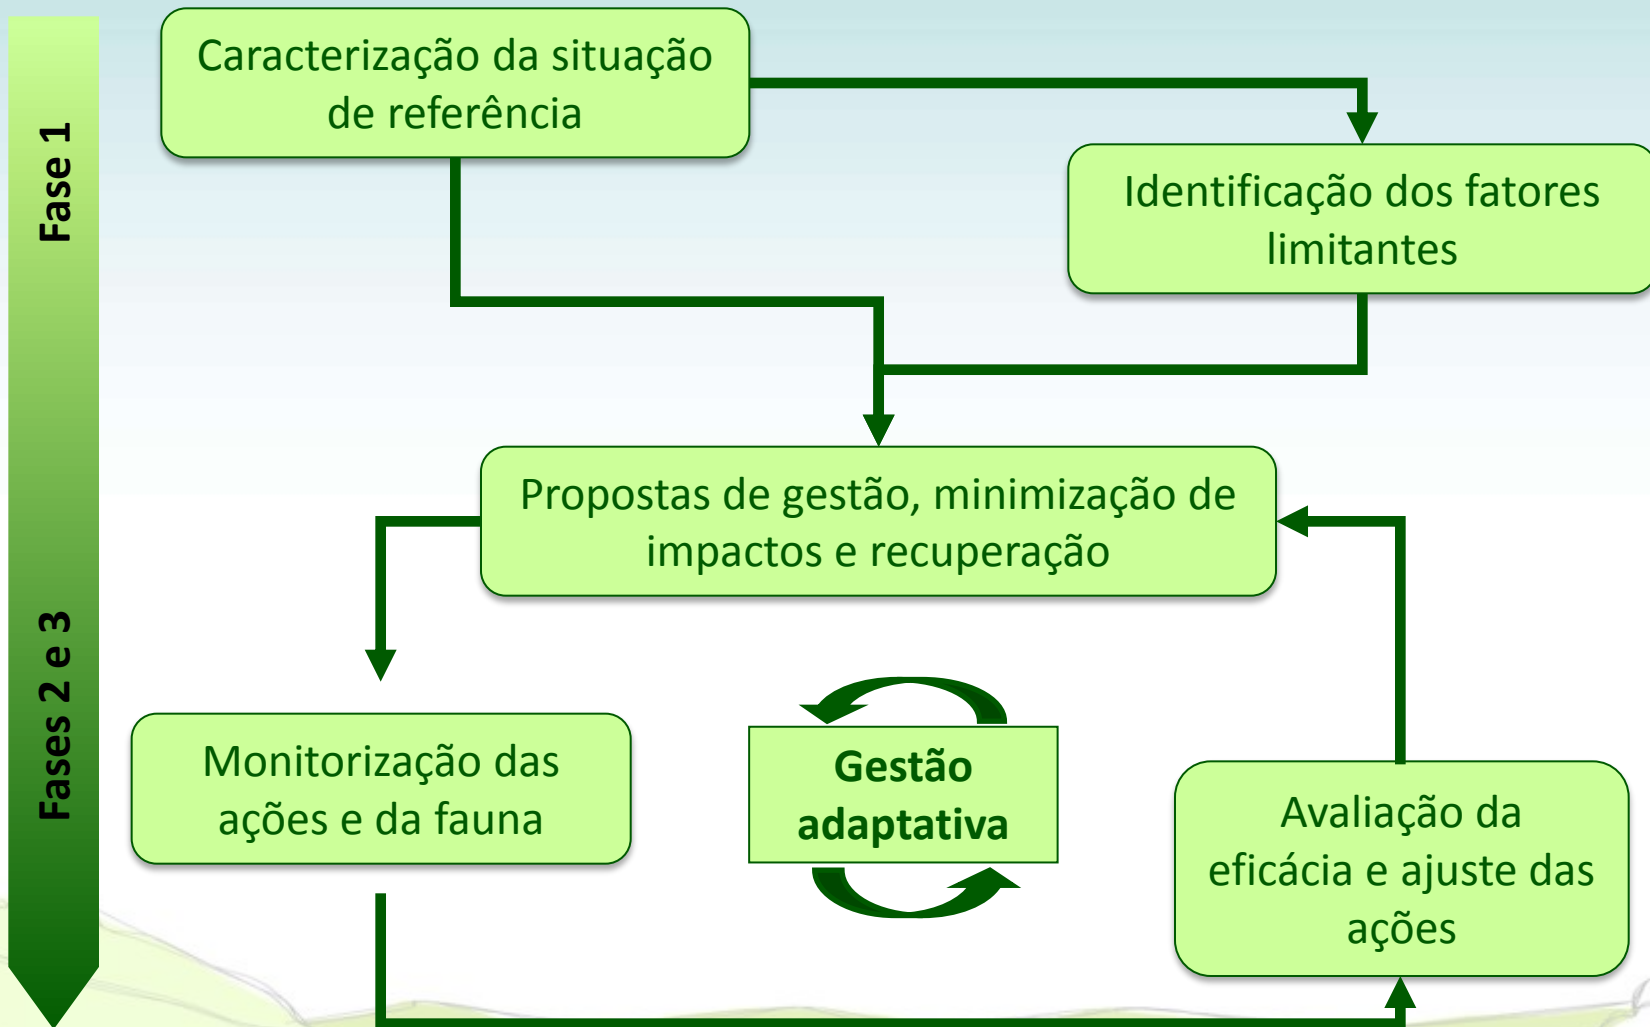 Fase 1
Caracterização da situação
de referência
Identificação dos fatores
limitantes
Propostas de gestão, minimização de
impactos e recuperação
Fases 2 e 3
Monitorização das
ações e da fauna
Gestão
adaptativa
Avaliação da
eficácia e ajuste das
ações